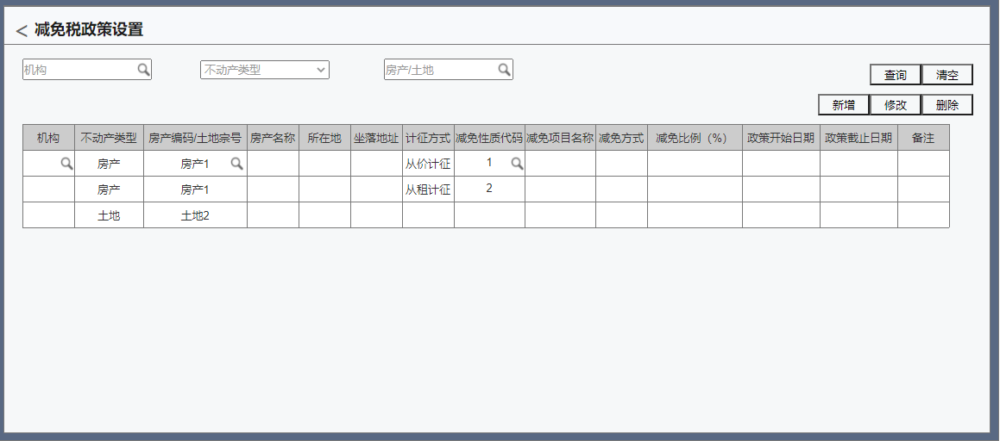 < 减免税政策设置
机构 不动产类型 房产/土地
查询 清空
新增 修改 删除
机构 不动产类型 房产编码/土地宗号 房产名称 所在地 坐落地址 计征方式 减免性质代码 减免项目名称 减免方式 减免比例（%） 政策开始日期 政策截止日期 备注
房产 房产1 从价计征 1
房产 房产1 从租计征 2
土地 土地2